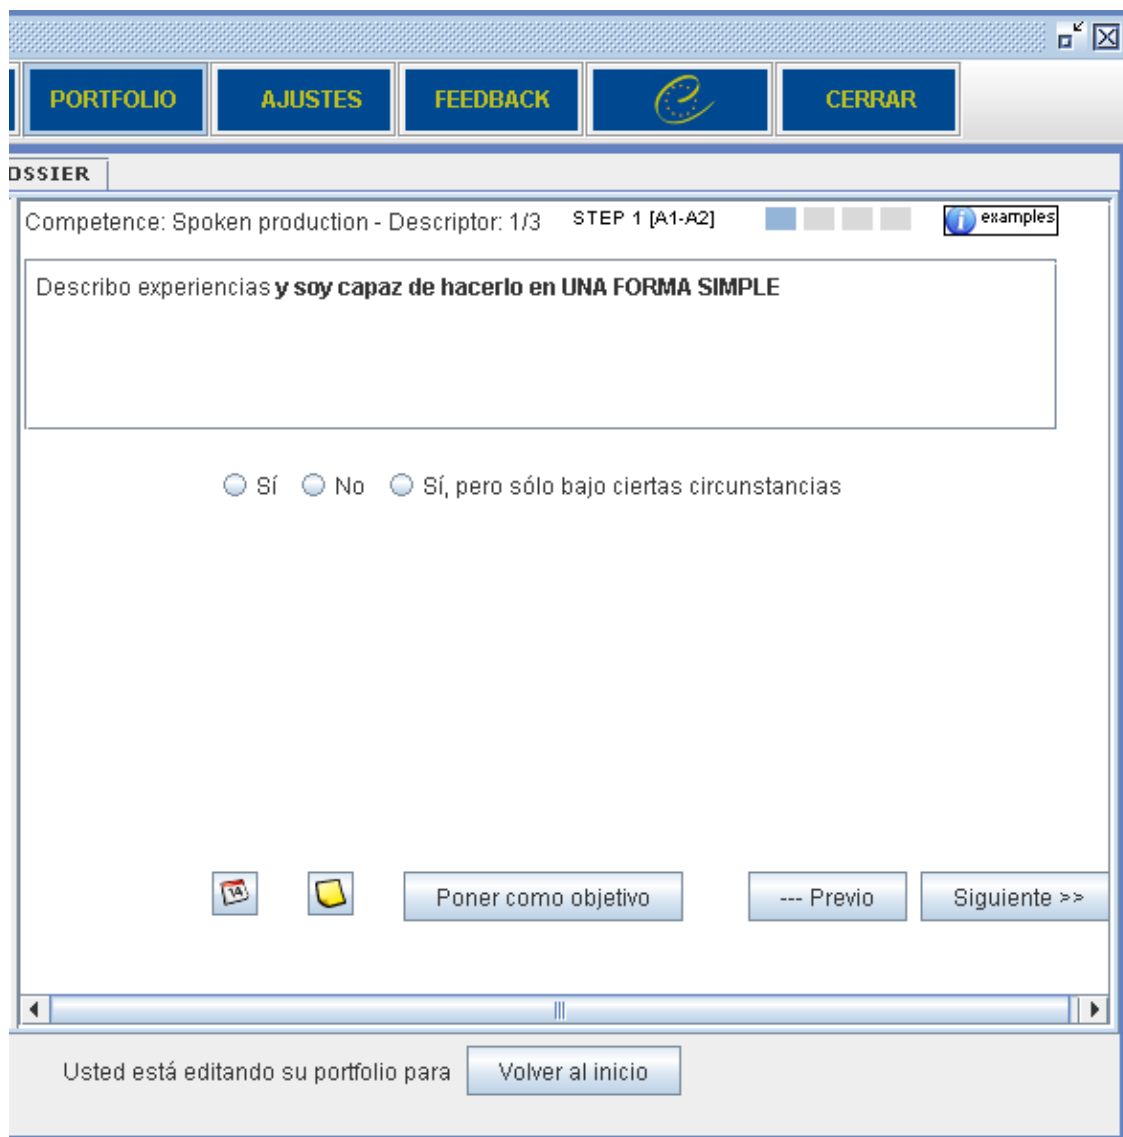 PORTFOLIO AJUSTES FEEDBACK CERRAR
OSSIER
Competence: Spoken production - Descriptor: 1/3 STEP 1 [A1-A2] examples
Describo experiencias y soy capaz de hacerlo en UNA FORMA SIMPLE
Sí No Sí, pero sólo bajo ciertas circunstancias
14 Poner como objetivo --- Previo Siguiente >>
Usted está editando su portfolio para Volver al inicio